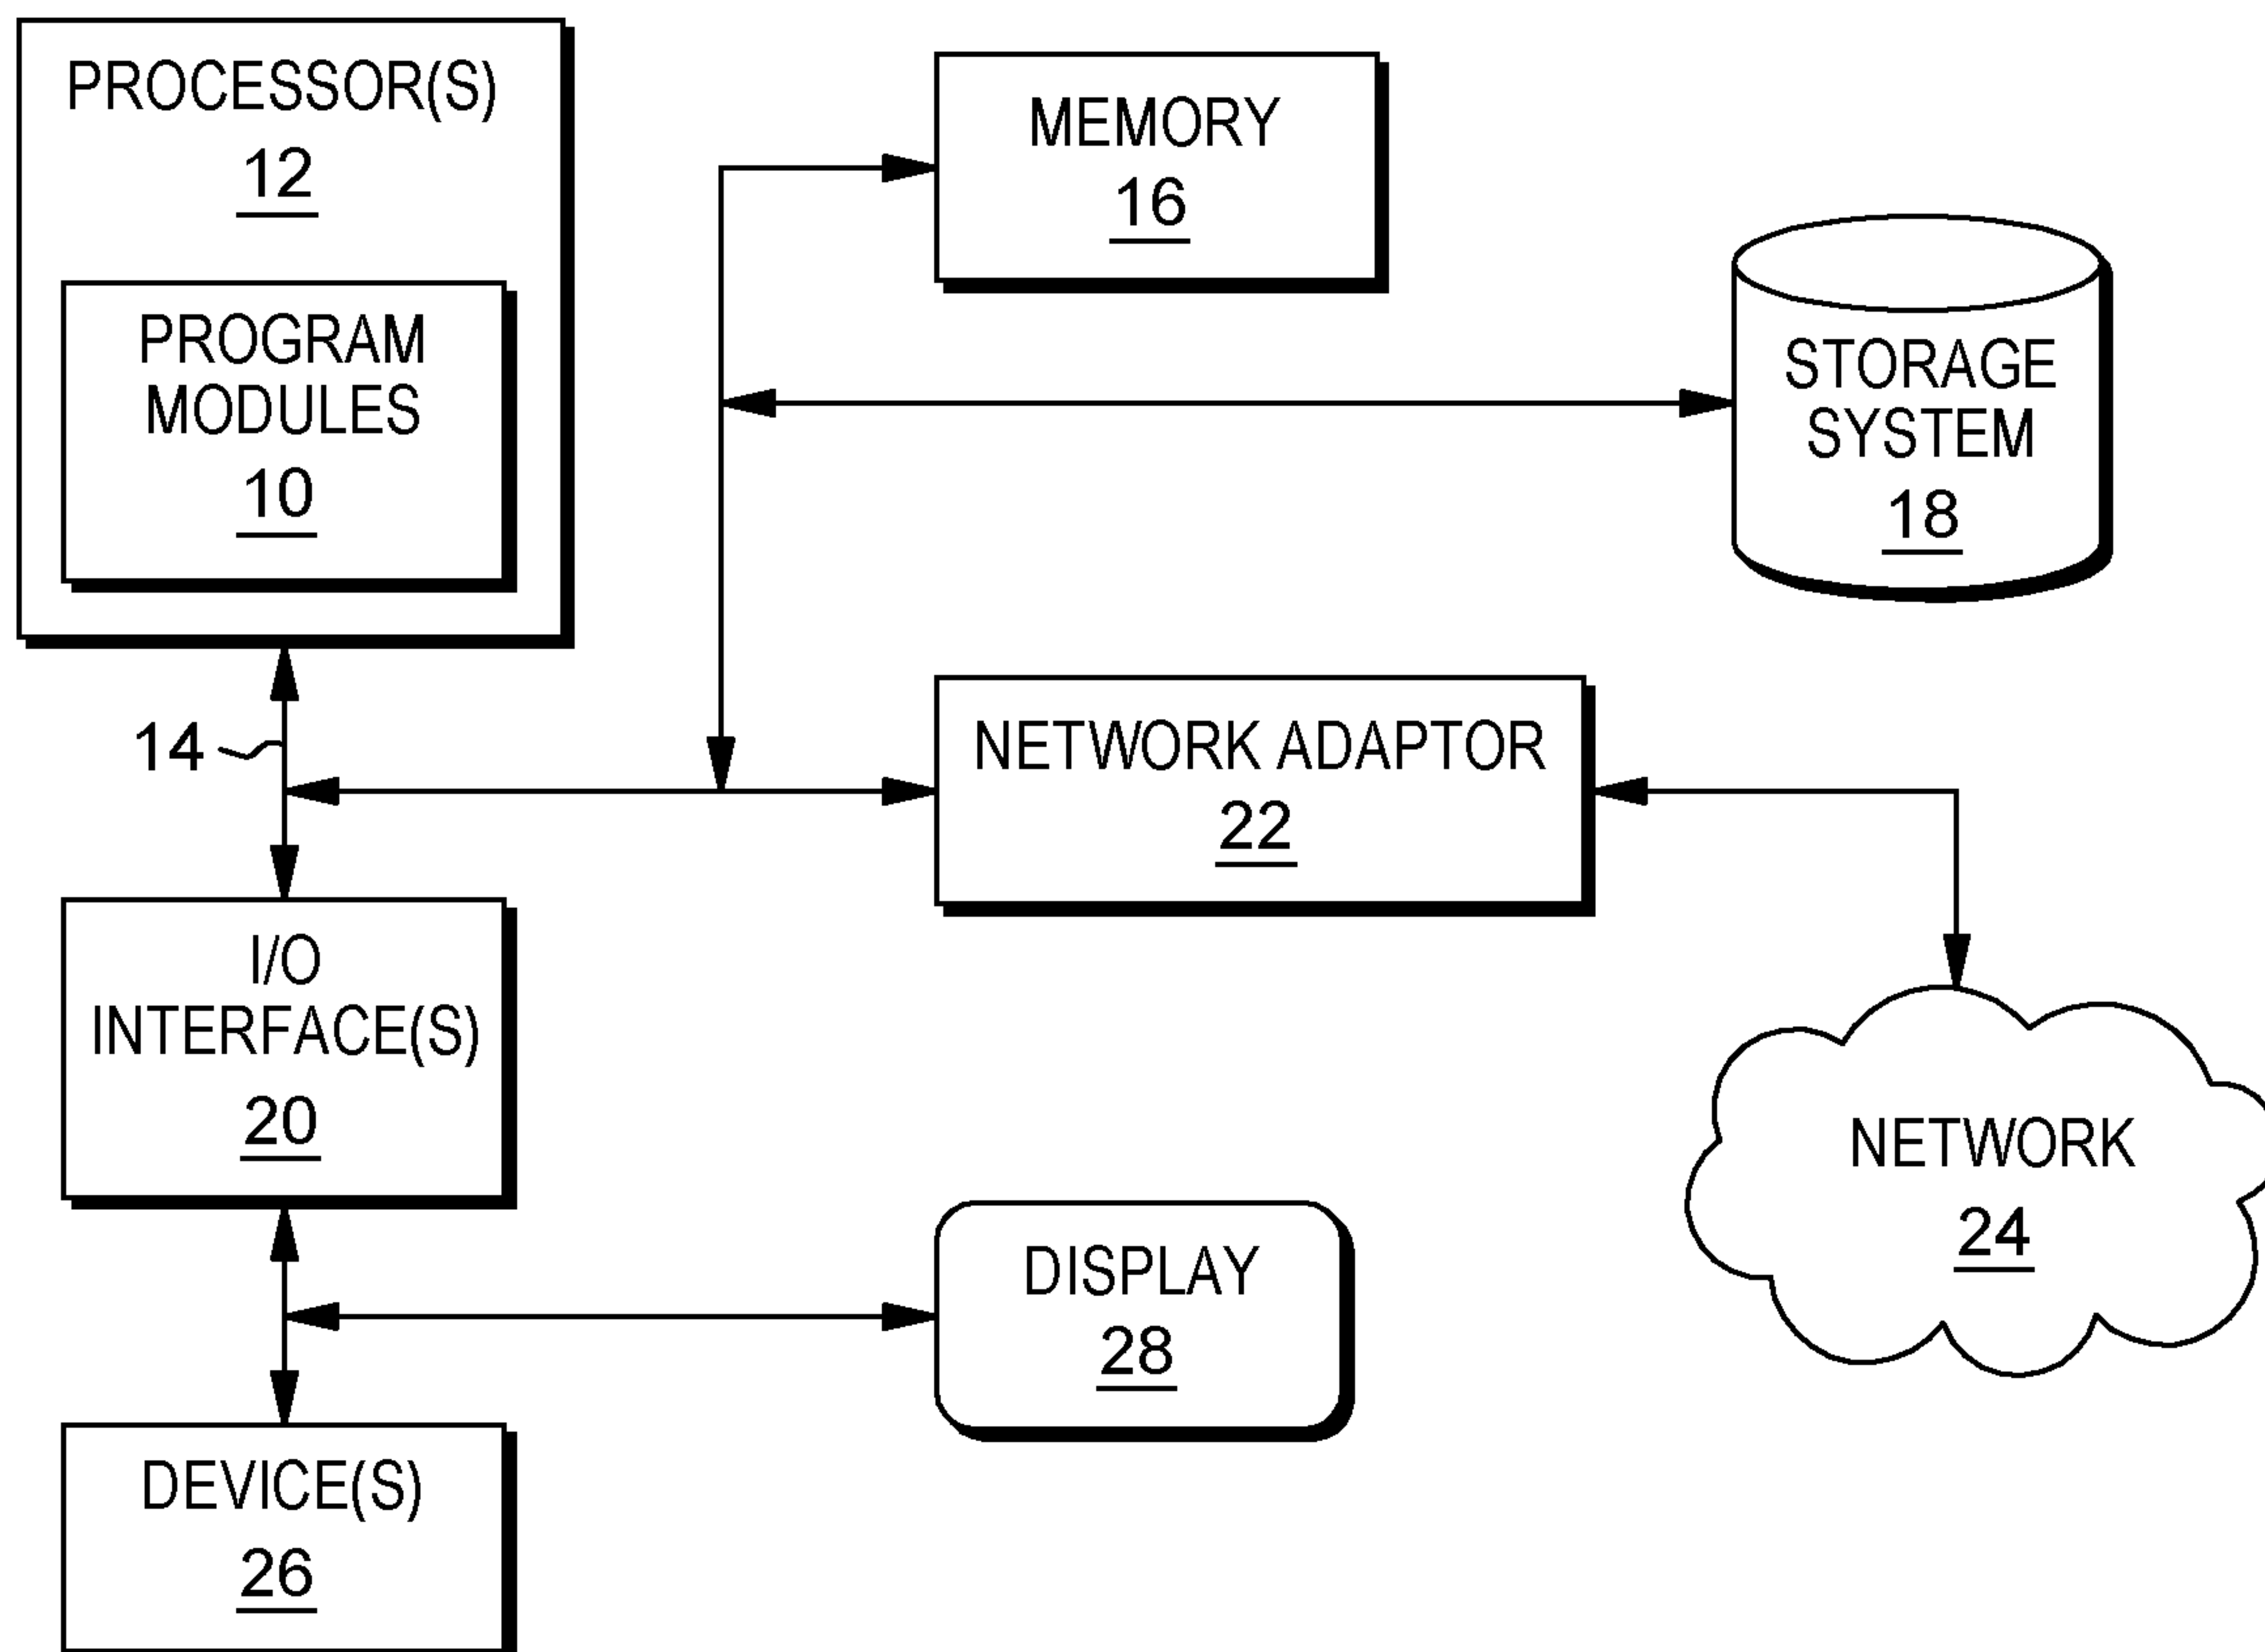 PROCESSOR(S)
12
PROGRAM
MODULES
10
MEMORY
16
STORAGE
SYSTEM
18
14
NETWORK ADAPTOR
22
I/O
INTERFACE(S)
20
NETWORK
24
DISPLAY
28
DEVICE(S)
26